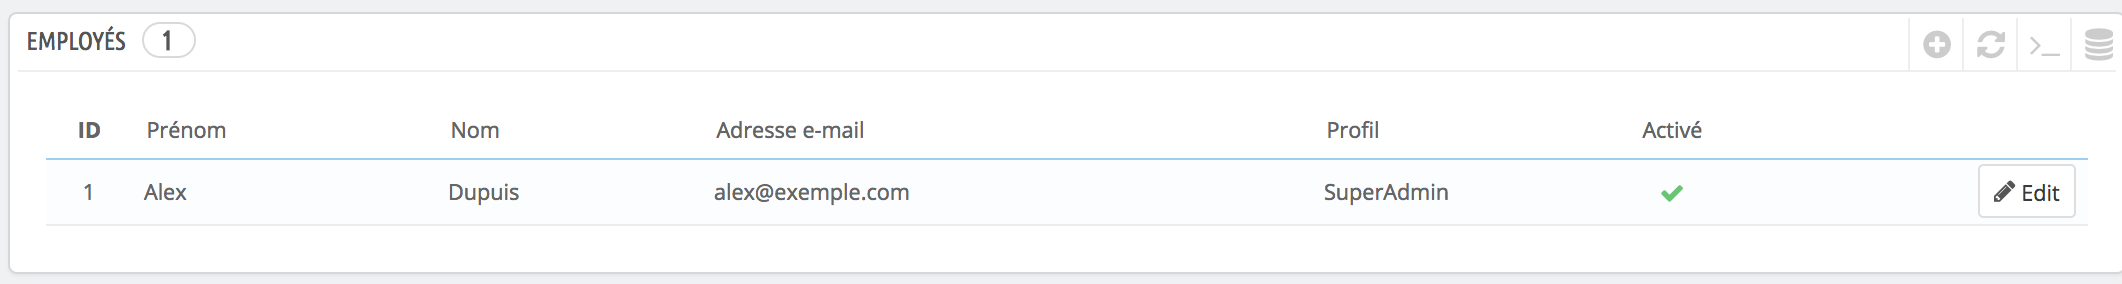 EMPLOYÉS 1
ID Prénom Nom Adresse e-mail Profil Activé
1 Alex Dupuis alex@exemple.com SuperAdmin Edit